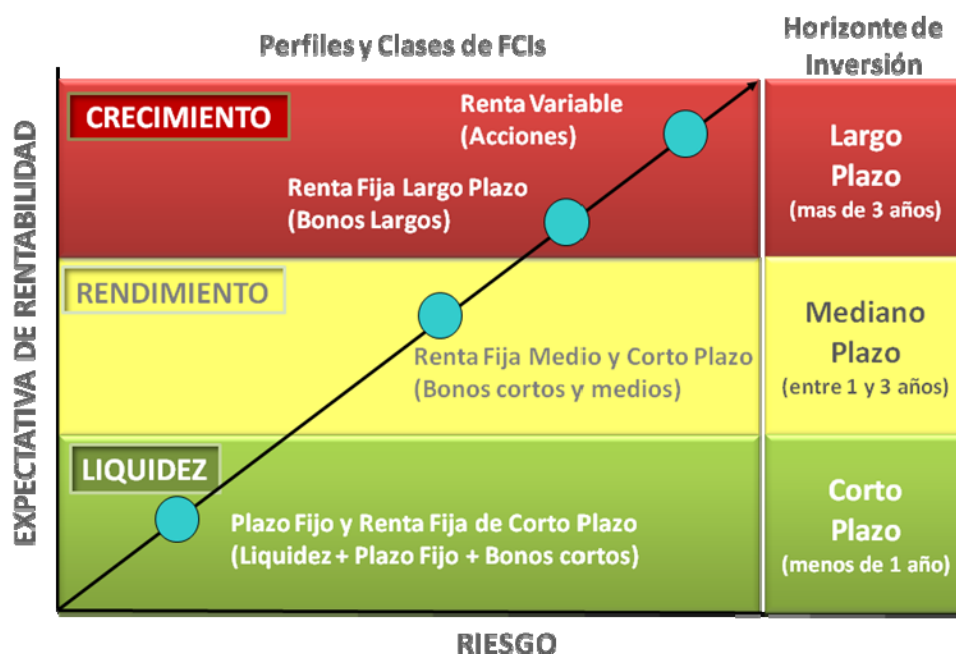 Perfiles y Clases de FCIs
Horizonte de
Inversión
EXPECTATIVA DE RENTABILIDAD
CRECIMIENTO
Renta Variable
(Acciones)
Renta Fija Largo Plazo
(Bonos Largos)
Largo
Plazo
(mas de 3 años)
RENDIMIENTO
Renta Fija Medio y Corto Plazo
(Bonos cortos y medios)
Mediano
Plazo
(entre 1 y 3 años)
LIQUIDEZ
Plazo Fijo y Renta Fija de Corto Plazo
(Liquidez + Plazo Fijo + Bonos cortos)
Corto
Plazo
(menos de 1 año)
RIESGO